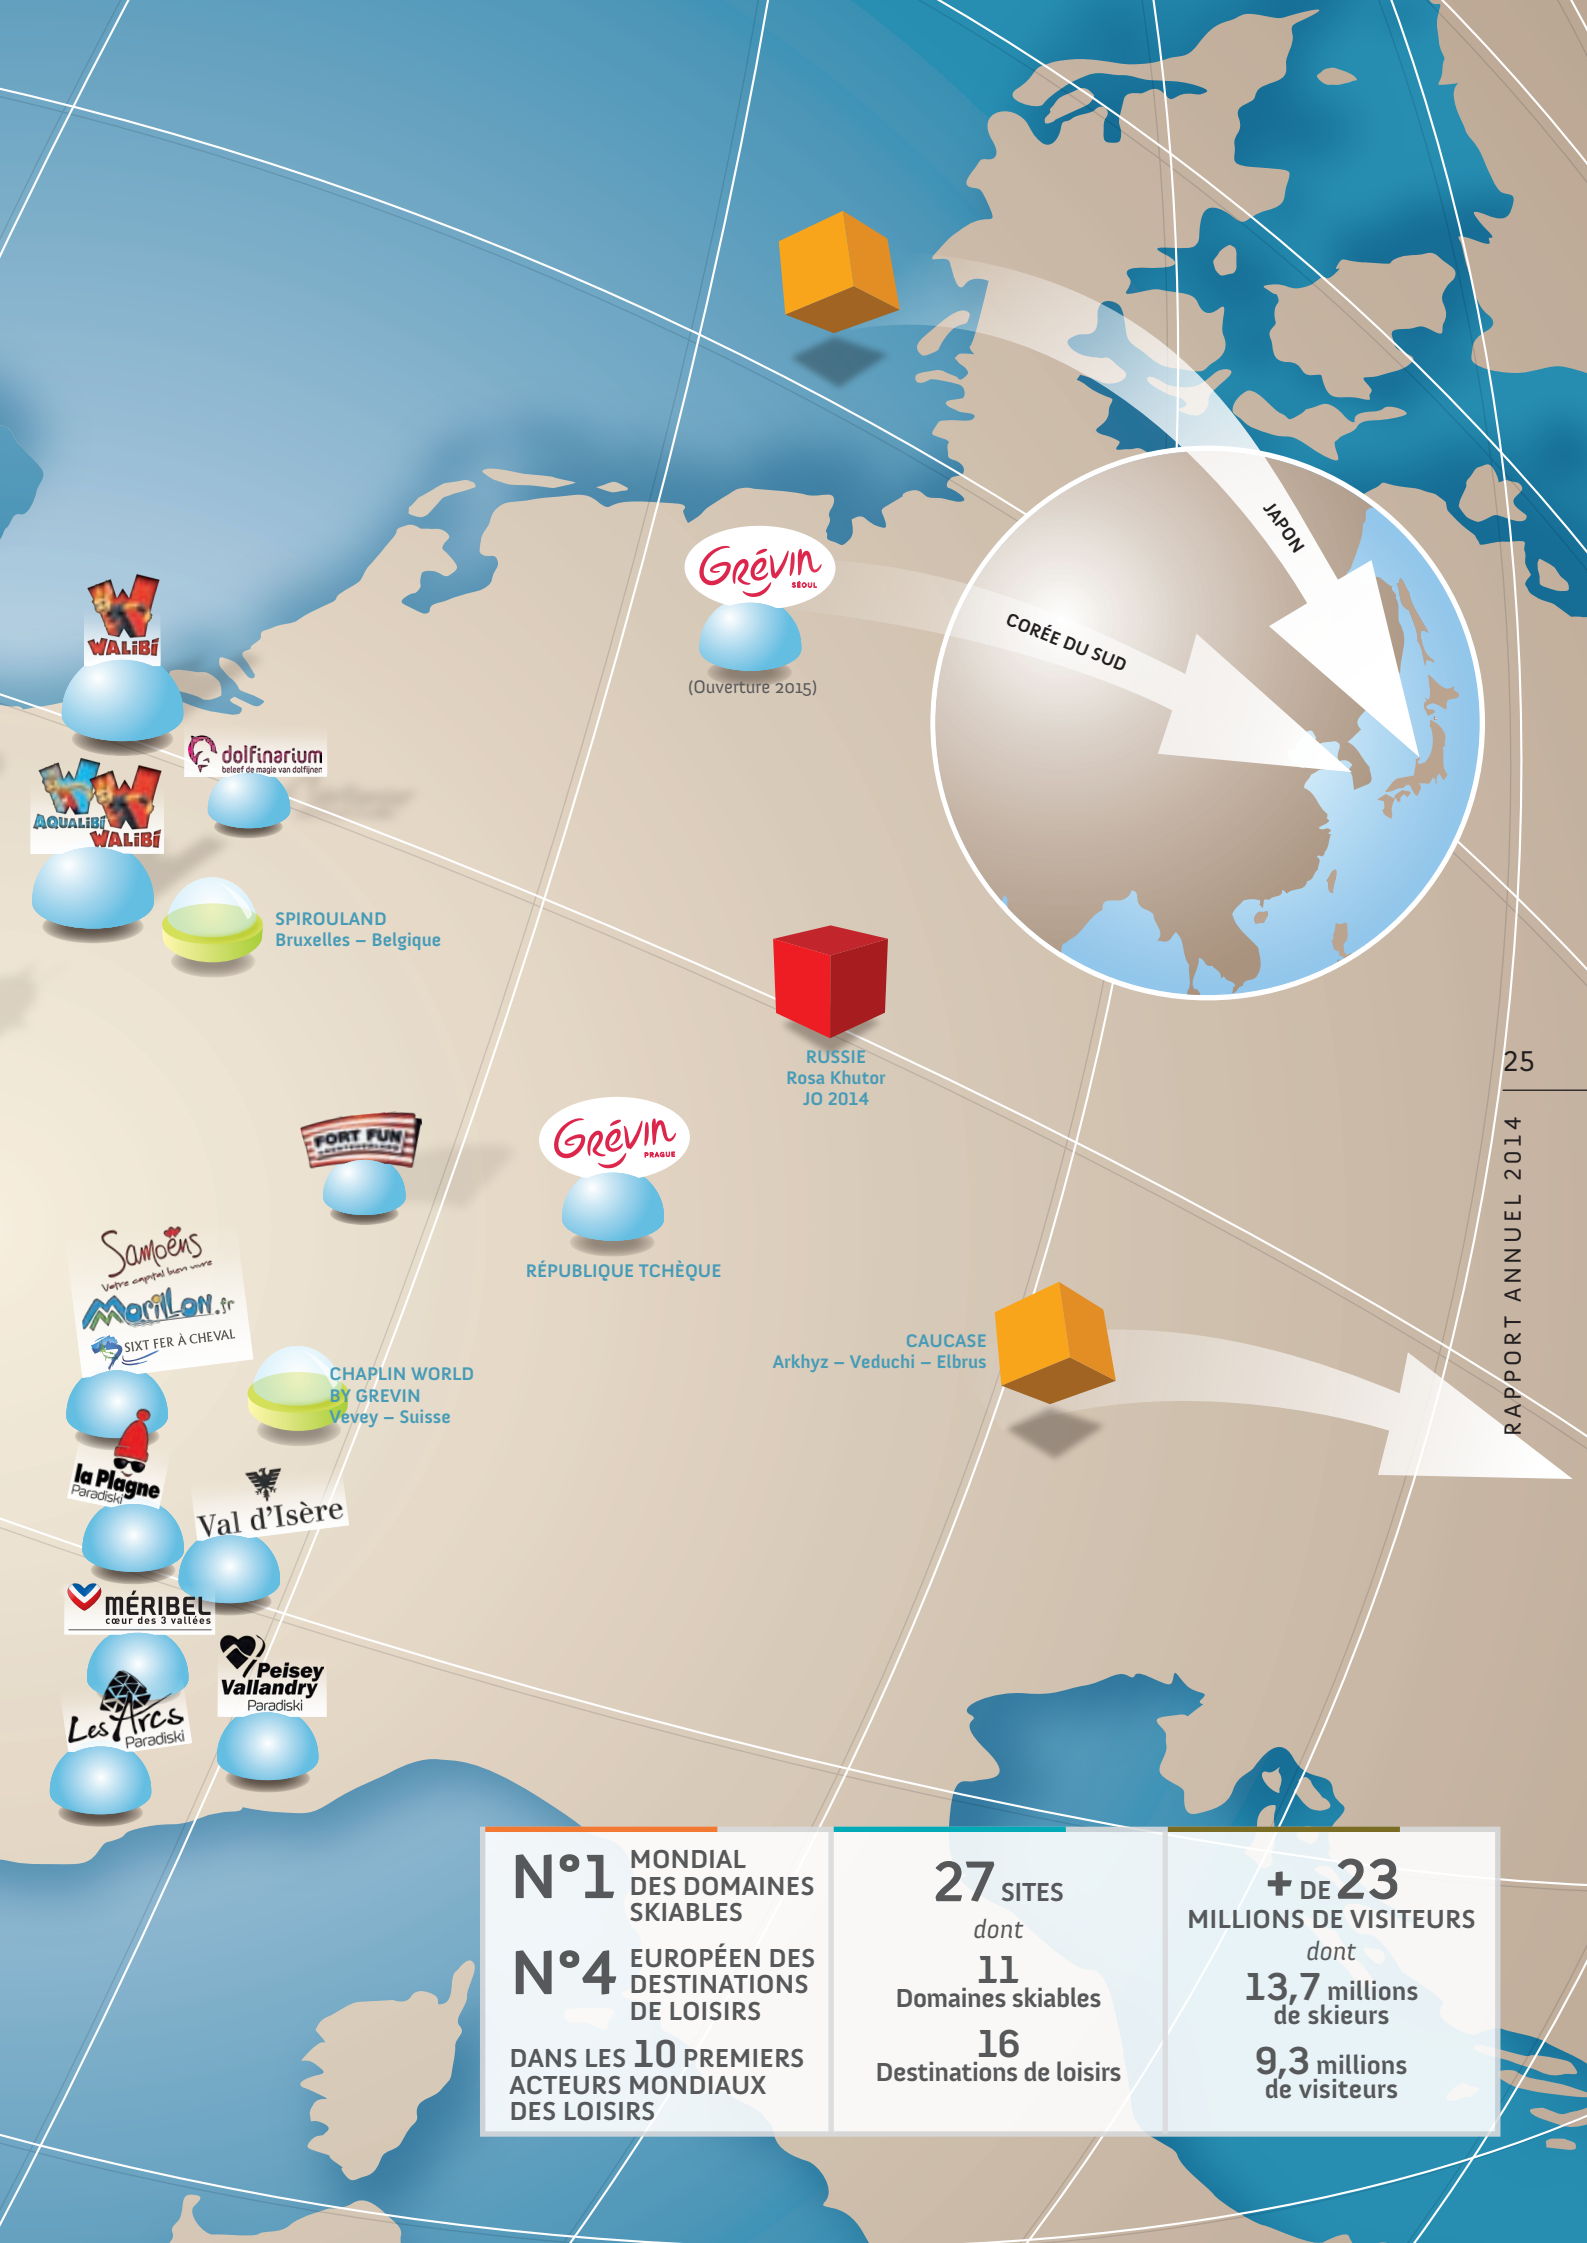 JAPON
GRéVIN
SÉOUL
CORÉE DU SUD
(Ouverture 2015)
WALiBi
dolfinarium
beleef de magie van dolfijnen
AQUALiBi
WALiBi
SPIROULAND
Bruxelles – Belgique
RUSSIE
Rosa Khutor
JO 2014
25
RAPPORT ANNUEL 2014
FORT FUN
GRéVIN
PRAGUE
RÉPUBLIQUE TCHÈQUE
Samoëns
Votre capital bien vivre
Morillon.fr
SIXT FER À CHEVAL
CAUCASE
Arkhyz – Veduchi – Elbrus
CHAPLIN WORLD
BY GREVIN
Vevey – Suisse
la Plagne
Paradiski
Val d'Isère
MÉRIBEL
cœur des 3 vallées
Peisey
Vallandry
Paradiski
Les Arcs
Paradiski
N°1 MONDIAL
DES DOMAINES
SKIABLES
N°4 EUROPÉEN DES
DESTINATIONS
DE LOISIRS
DANS LES 10 PREMIERS
ACTEURS MONDIAUX
DES LOISIRS
27 SITES
dont
11
Domaines skiables
16
Destinations de loisirs
+ DE 23
MILLIONS DE VISITEURS
dont
13,7 millions
de skieurs
9,3 millions
de visiteurs